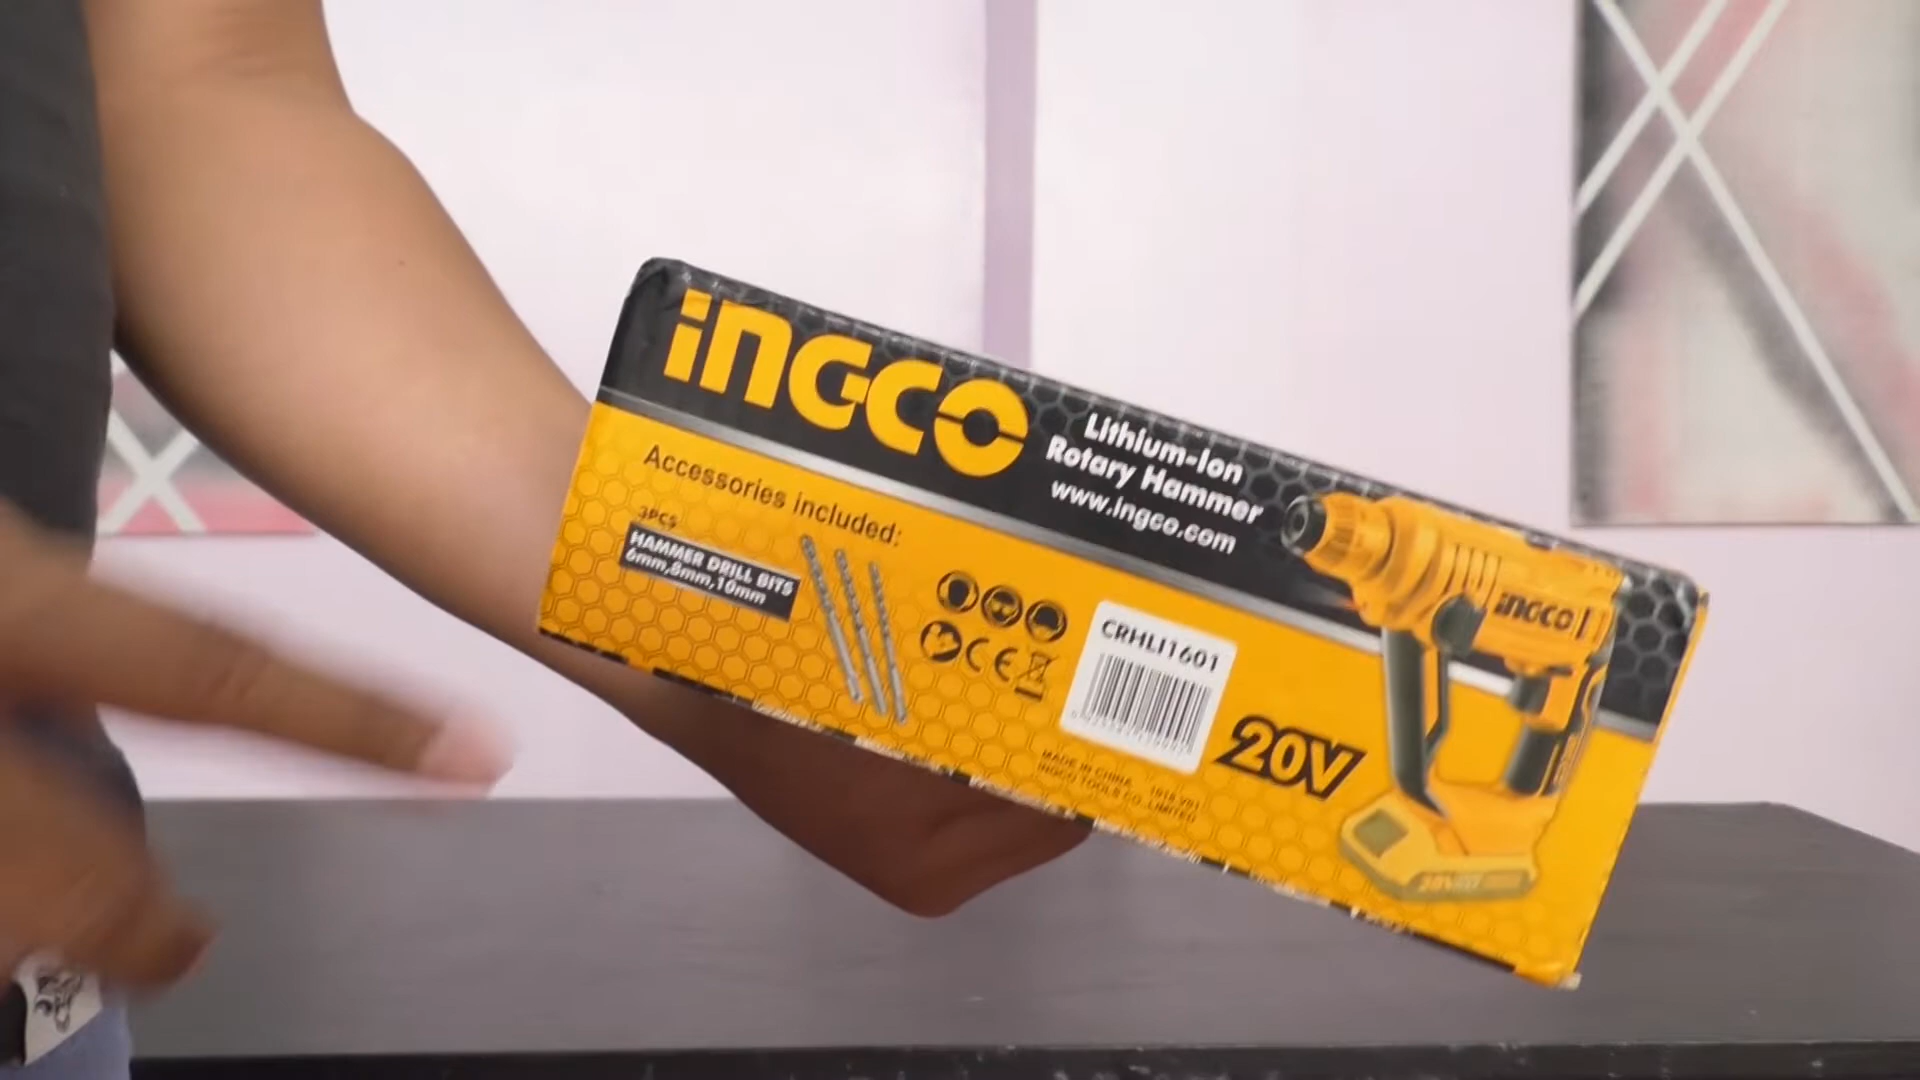 INGCO
Lithium-Ion
Rotary Hammer
www.ingco.com
Accessories included:
3PCS
HAMMER DRILL BITS
6mm,8mm,10mm
CE
CRHLI1601
20V
MADE IN CHINA
INGCO TOOLS CO.,LIMITED
INGCO
20V